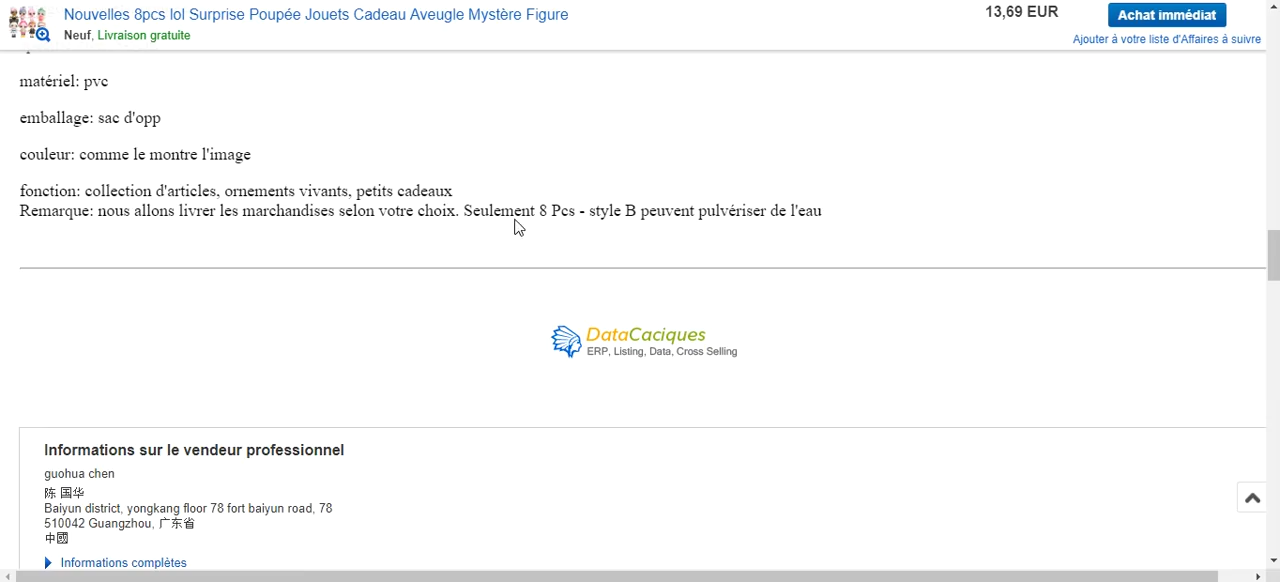 Nouvelles 8pcs lol Surprise Poupée Jouets Cadeau Aveugle Mystère Figure
13,69 EUR
Achat immédiat
Neuf, Livraison gratuite
Ajouter à votre liste d'Affaires à suivre
matériel: pvc
emballage: sac d'opp
couleur: comme le montre l'image
fonction: collection d'articles, ornements vivants, petits cadeaux
Remarque: nous allons livrer les marchandises selon votre choix. Seulement 8 Pcs - style B peuvent pulvériser de l'eau
DataCaciques
ERP, Listing, Data, Cross Selling
Informations sur le vendeur professionnel
guohua chen
陈 国华
Baiyun district, yongkang floor 78 fort baiyun road, 78
510042 Guangzhou, 广东省
中國
Informations complètes